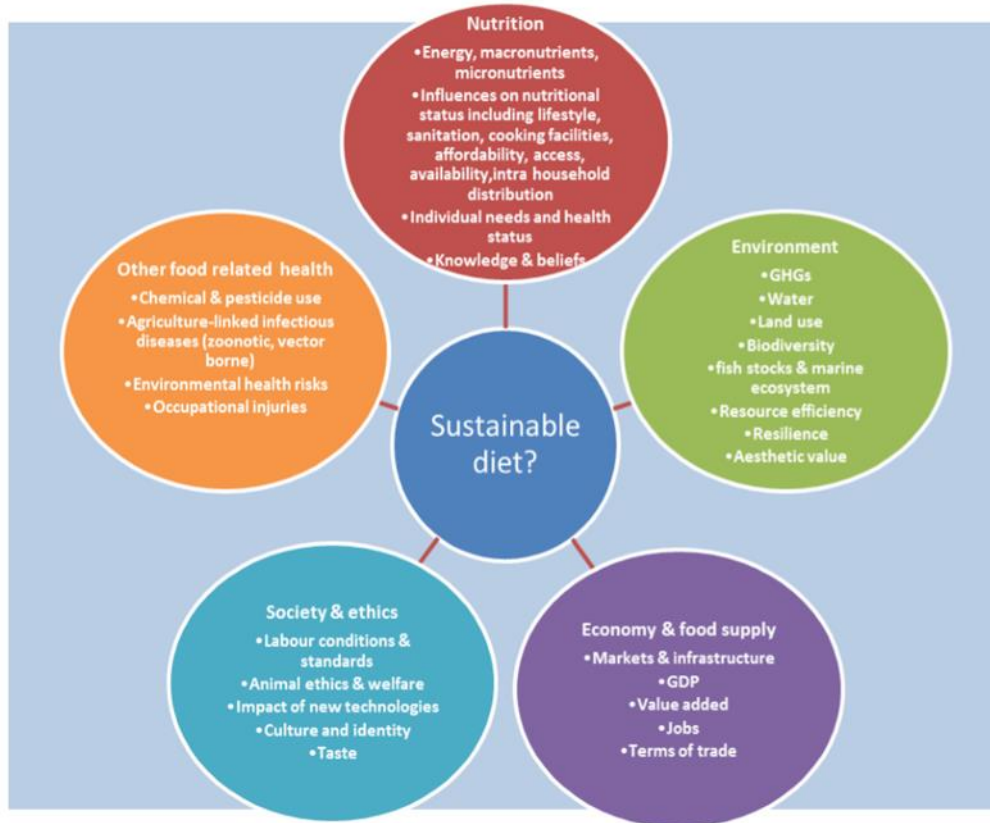 Nutrition
•Energy, macronutrients,
micronutrients
•Influences on nutritional
status including lifestyle,
sanitation, cooking facilities,
affordability, access,
availability,intra household
distribution
•Individual needs and health
status
•Knowledge & beliefs
Other food related health
•Chemical & pesticide use
•Agriculture-linked infectious
diseases (zoonotic, vector
borne)
•Environmental health risks
•Occupational injuries
Environment
•GHGs
•Water
•Land use
•Biodiversity
•fish stocks & marine
ecosystem
•Resource efficiency
•Resilience
•Aesthetic value
Sustainable
diet?
Society & ethics
•Labour conditions &
standards
•Animal ethics & welfare
•Impact of new technologies
•Culture and identity
•Taste
Economy & food supply
•Markets & infrastructure
•GDP
•Value added
•Jobs
•Terms of trade